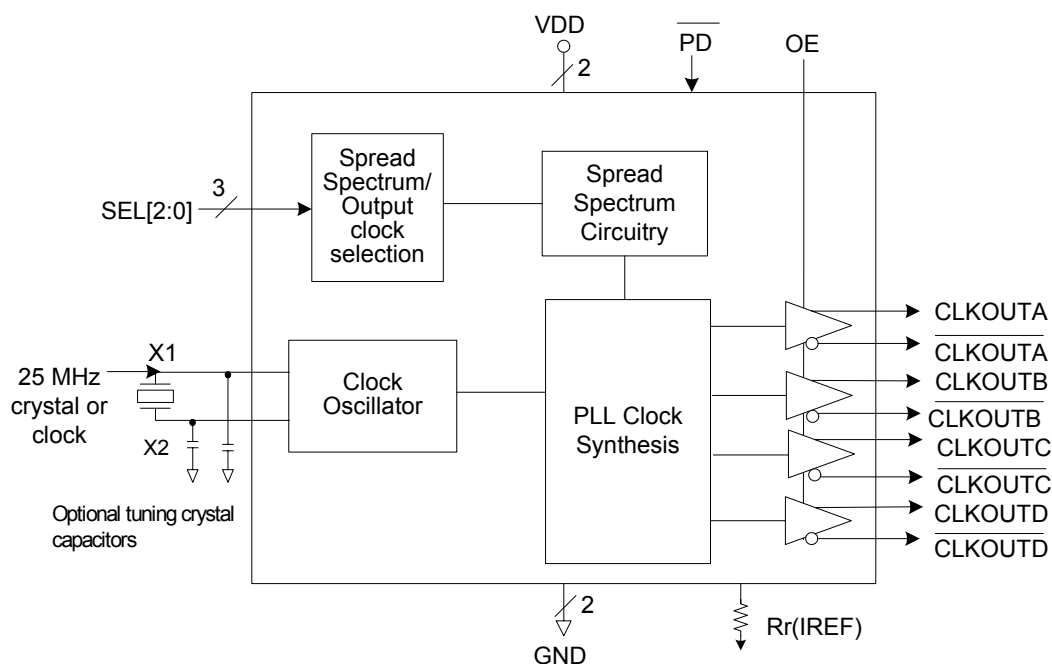 VDD
PD
OE
2
Spread
Spectrum/
Output
clock
selection
Spread
Spectrum
Circuitry
3
SEL[2:0]
CLKOUTA
CLKOUTA
CLKOUTB
CLKOUTB
CLKOUTC
CLKOUTC
CLKOUTD
CLKOUTD
X1
25 MHz
crystal or
clock
X2
Clock
Oscillator
PLL Clock
Synthesis
Optional tuning crystal
capacitors
2
GND
Rr(IREF)